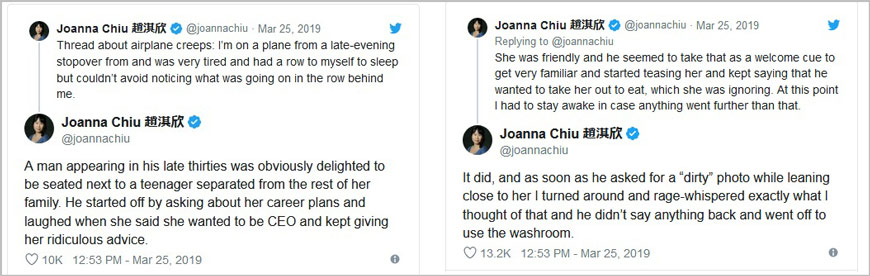 Joanna Chiu 趙淇欣 @joannachiu · Mar 25, 2019
Thread about airplane creeps: I'm on a plane from a late-evening
stopover from and was very tired and had a row to myself to sleep
but couldn't avoid noticing what was going on in the row behind
me.
Joanna Chiu 趙淇欣
@joannachiu
A man appearing in his late thirties was obviously delighted to
be seated next to a teenager separated from the rest of her
family. He started off by asking about her career plans and
laughed when she said she wanted to be CEO and kept giving
her ridiculous advice.
10K 12:53 PM - Mar 25, 2019
Joanna Chiu 趙淇欣 @joannachiu · Mar 25, 2019
Replying to @joannachiu
She was friendly and he seemed to take that as a welcome cue to
get very familiar and started teasing her and kept saying that he
wanted to take her out to eat, which she was ignoring. At this point
I had to stay awake in case anything went further than that.
Joanna Chiu 趙淇欣
@joannachiu
It did, and as soon as he asked for a “dirty” photo while leaning
close to her I turned around and rage-whispered exactly what I
thought of that and he didn't say anything back and went off to
use the washroom.
13.2K 12:53 PM - Mar 25, 2019